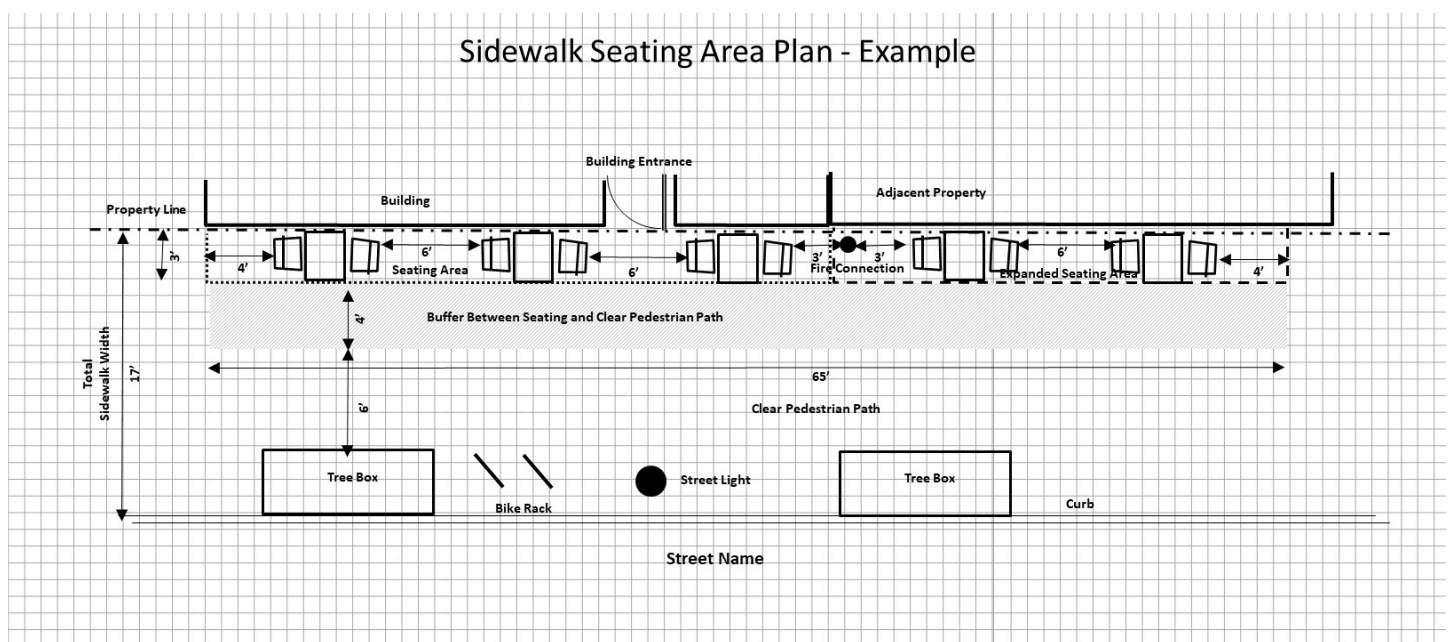 Sidewalk Seating Area Plan - Example
Building Entrance
Adjacent Property
Building
Property Line
3’
4’
6’
Seating Area
6’
3’
Fire Connection
3’
6’
Expanded Seating Area
4’
4’
Buffer Between Seating and Clear Pedestrian Path
Total
Sidewalk Width
17’
65’
6’
Clear Pedestrian Path
Tree Box
Bike Rack
Street Light
Tree Box
Curb
Street Name